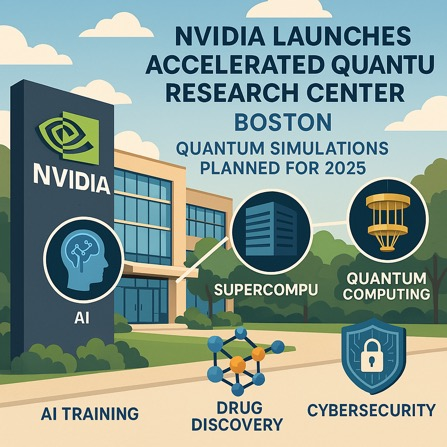 NVIDIA LAUNCHES
ACCELERATED QUANTU
RESEARCH CENTER
BOSTON
QUANTUM SIMULATIONS
PLANNED FOR 2025
NVIDIA
AI
SUPERCOMPU
QUANTUM
COMPUTING
AI TRAINING
DRUG
DISCOVERY
CYBERSECURITY